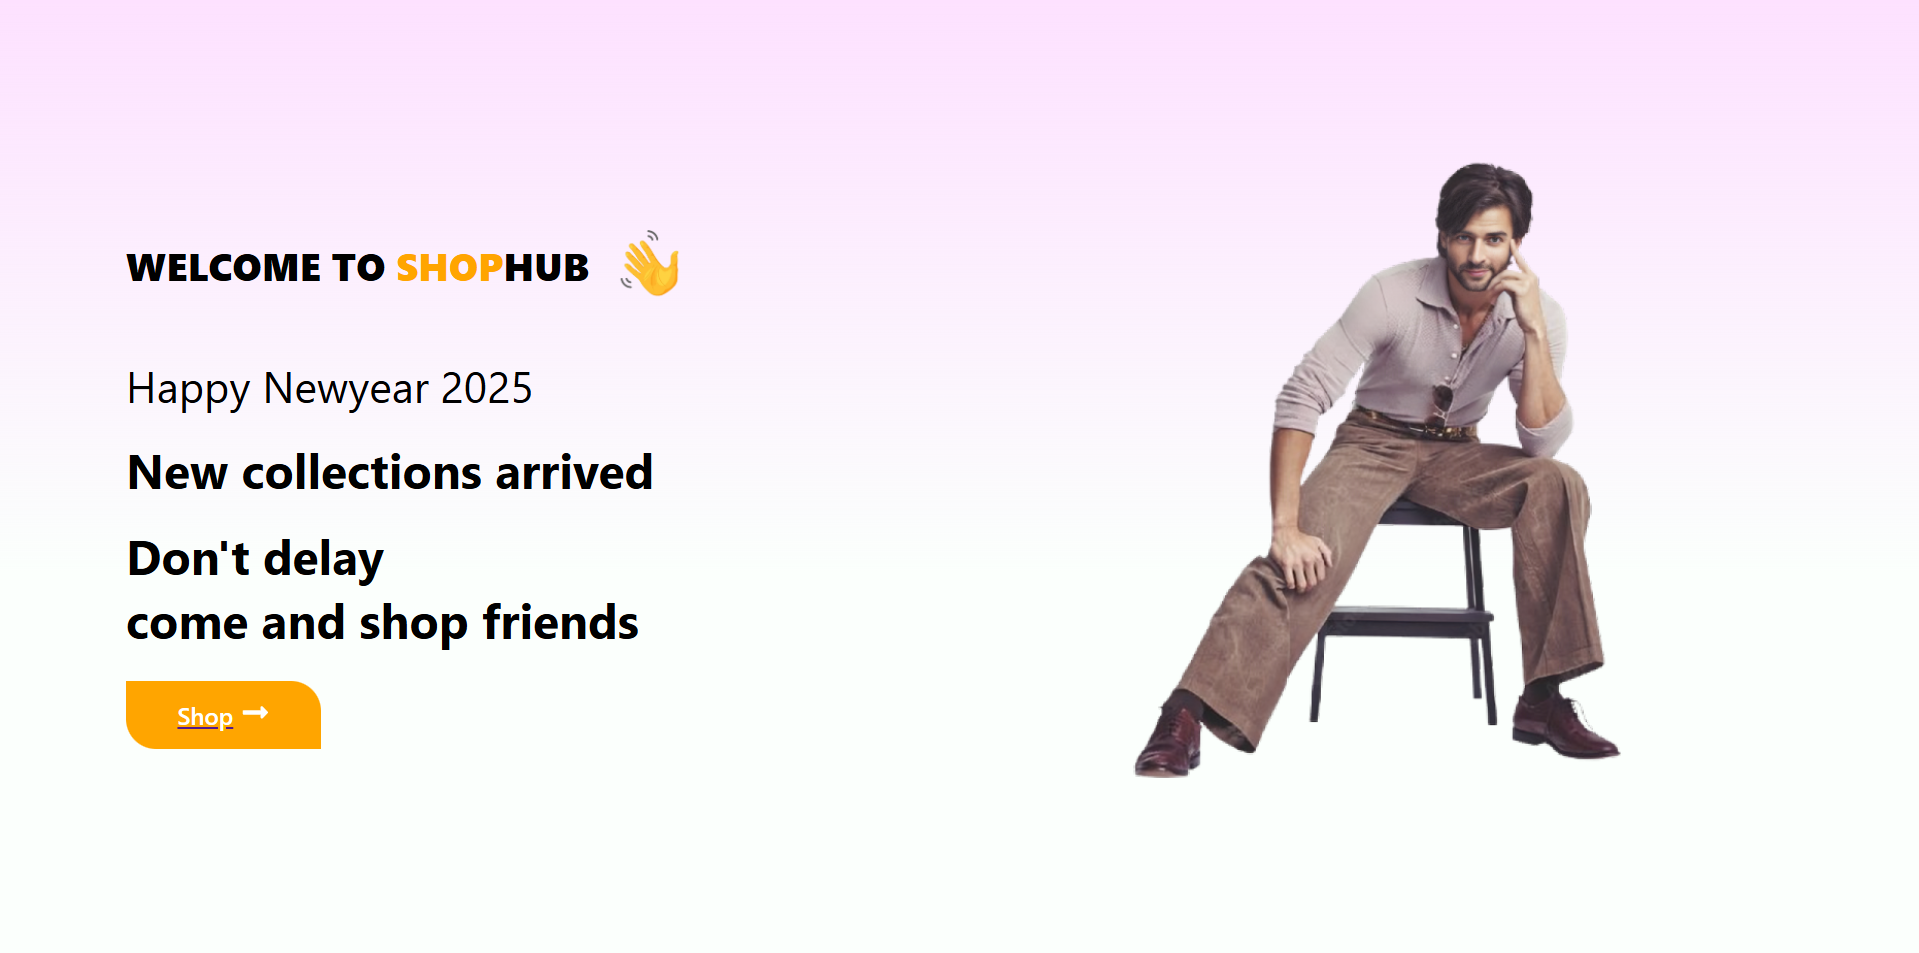 WELCOME TO SHOPHUB 👋
Happy Newyear 2025
New collections arrived
Don't delay
come and shop friends
Shop →